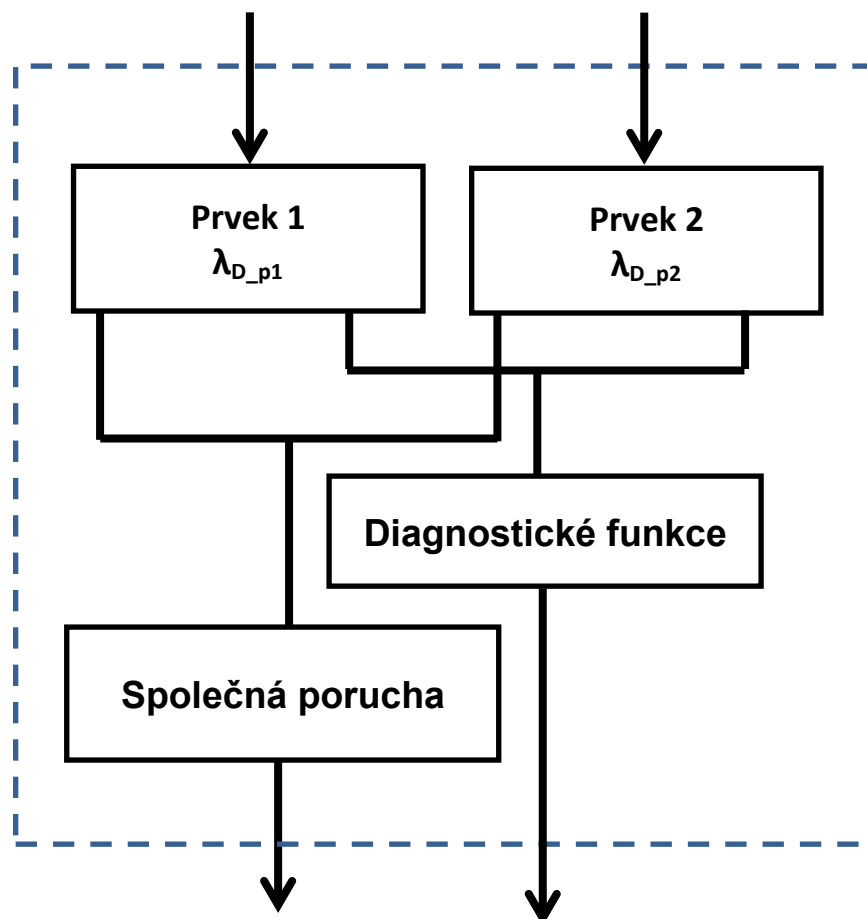 Prvek 1
λD_p1
Prvek 2
λD_p2
Diagnostické funkce
Společná porucha